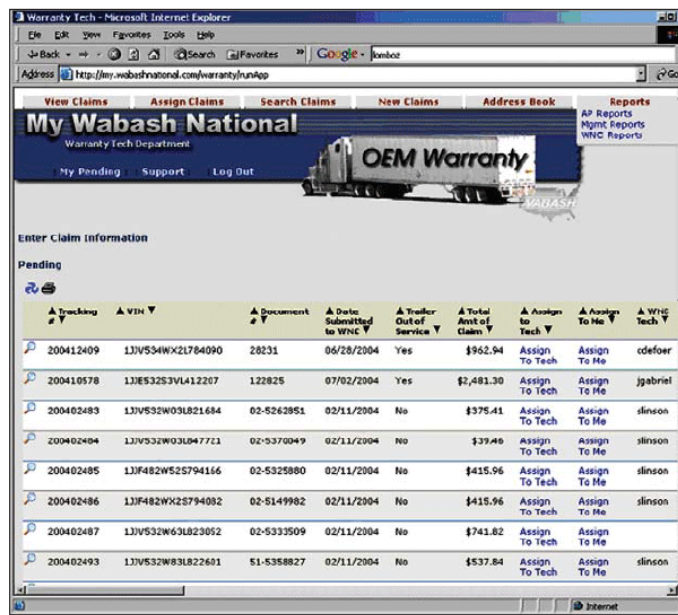 Warranty Tech - Microsoft Internet Explorer
File Edit View Favorites Tools Help
Back Search Favorites » Google lomboz
Address http://my.wabashnational.com/warranty/runApp Go
View Claims Assign Claims Search Claims New Claims Address Book Reports
AP Reports
Mgmt Reports
WNC Reports
My Wabash National
Warranty Tech Department
OEM Warranty
My Pending Support Log Out
WABASH
Enter Claim Information
Pending
▲ Tracking # ▼ ▲ VIN ▼ ▲ Document # ▼ ▲ Date Submitted to WNC ▼ ▲ Trailer Out of Service ▼ ▲ Total Amt of Claim ▼ ▲ Assign to Tech ▼ ▲ Assign To Me ▼ ▲ WNC Tech ▼
200412409 1JJV534WX2L784090 28231 06/28/2004 Yes $962.94 Assign To Tech Assign To Me cdefoer
200410578 1JJE532S3VL412207 122825 07/02/2004 Yes $2,481.30 Assign To Tech Assign To Me jgabriel
200402483 1JJV532W03L821684 02-5262851 02/11/2004 No $375.41 Assign To Tech Assign To Me slinson
200402484 1JJV532W03L847721 02-5370049 02/11/2004 No $39.46 Assign To Tech Assign To Me slinson
200402485 1JJF482W52S794166 02-5325880 02/11/2004 No $415.96 Assign To Tech Assign To Me slinson
200402486 1JJF482WX2S794082 02-5149982 02/11/2004 No $415.96 Assign To Tech Assign To Me slinson
200402487 1JJV532W63L823052 02-5333509 02/11/2004 No $741.82 Assign To Tech Assign To Me
200402493 1JJV532W83L822601 51-5358827 02/11/2004 No $537.84 Assign To Tech Assign To Me slinson
Internet